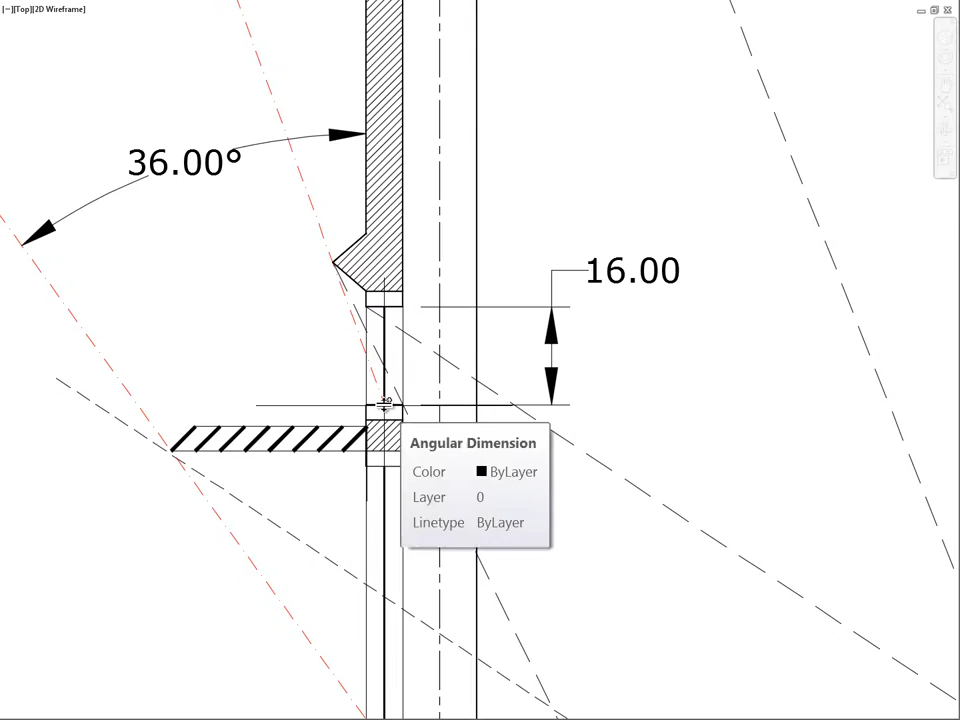 [−][Top][2D Wireframe]
36.00°
16.00
Angular Dimension
Color ByLayer
Layer 0
Linetype ByLayer